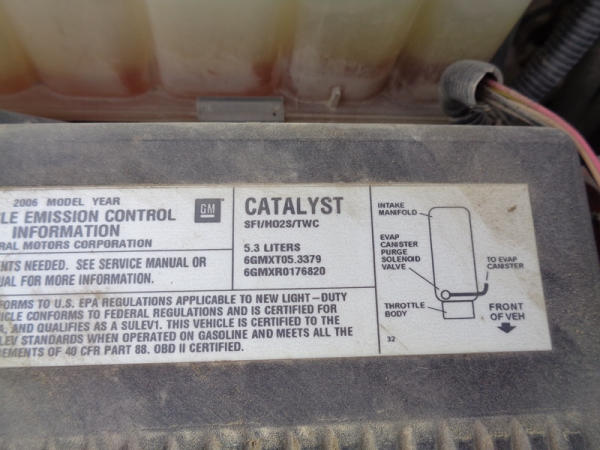 2006 MODEL YEAR
LE EMISSION CONTROL
INFORMATION
RAL MOTORS CORPORATION
GM
NTS NEEDED. SEE SERVICE MANUAL OR
UAL FOR MORE INFORMATION.
CATALYST
SFI/HO2S/TWC
5.3 LITERS
6GMXT05.3379
6GMXR0176820
FORMS TO U.S. EPA REGULATIONS APPLICABLE TO NEW LIGHT-DUTY
ICLE CONFORMS TO FEDERAL REGULATIONS AND IS CERTIFIED FOR
, AND QUALIFIES AS A SULEV1. THIS VEHICLE IS CERTIFIED TO THE
LEV STANDARDS WHEN OPERATED ON GASOLINE AND MEETS ALL THE
REMENTS OF 40 CFR PART 88. OBD II CERTIFIED.
INTAKE
MANIFOLD
EVAP
CANISTER
PURGE
SOLENOID
VALVE
TO EVAP
CANISTER
THROTTLE
BODY
FRONT
OF VEH
32